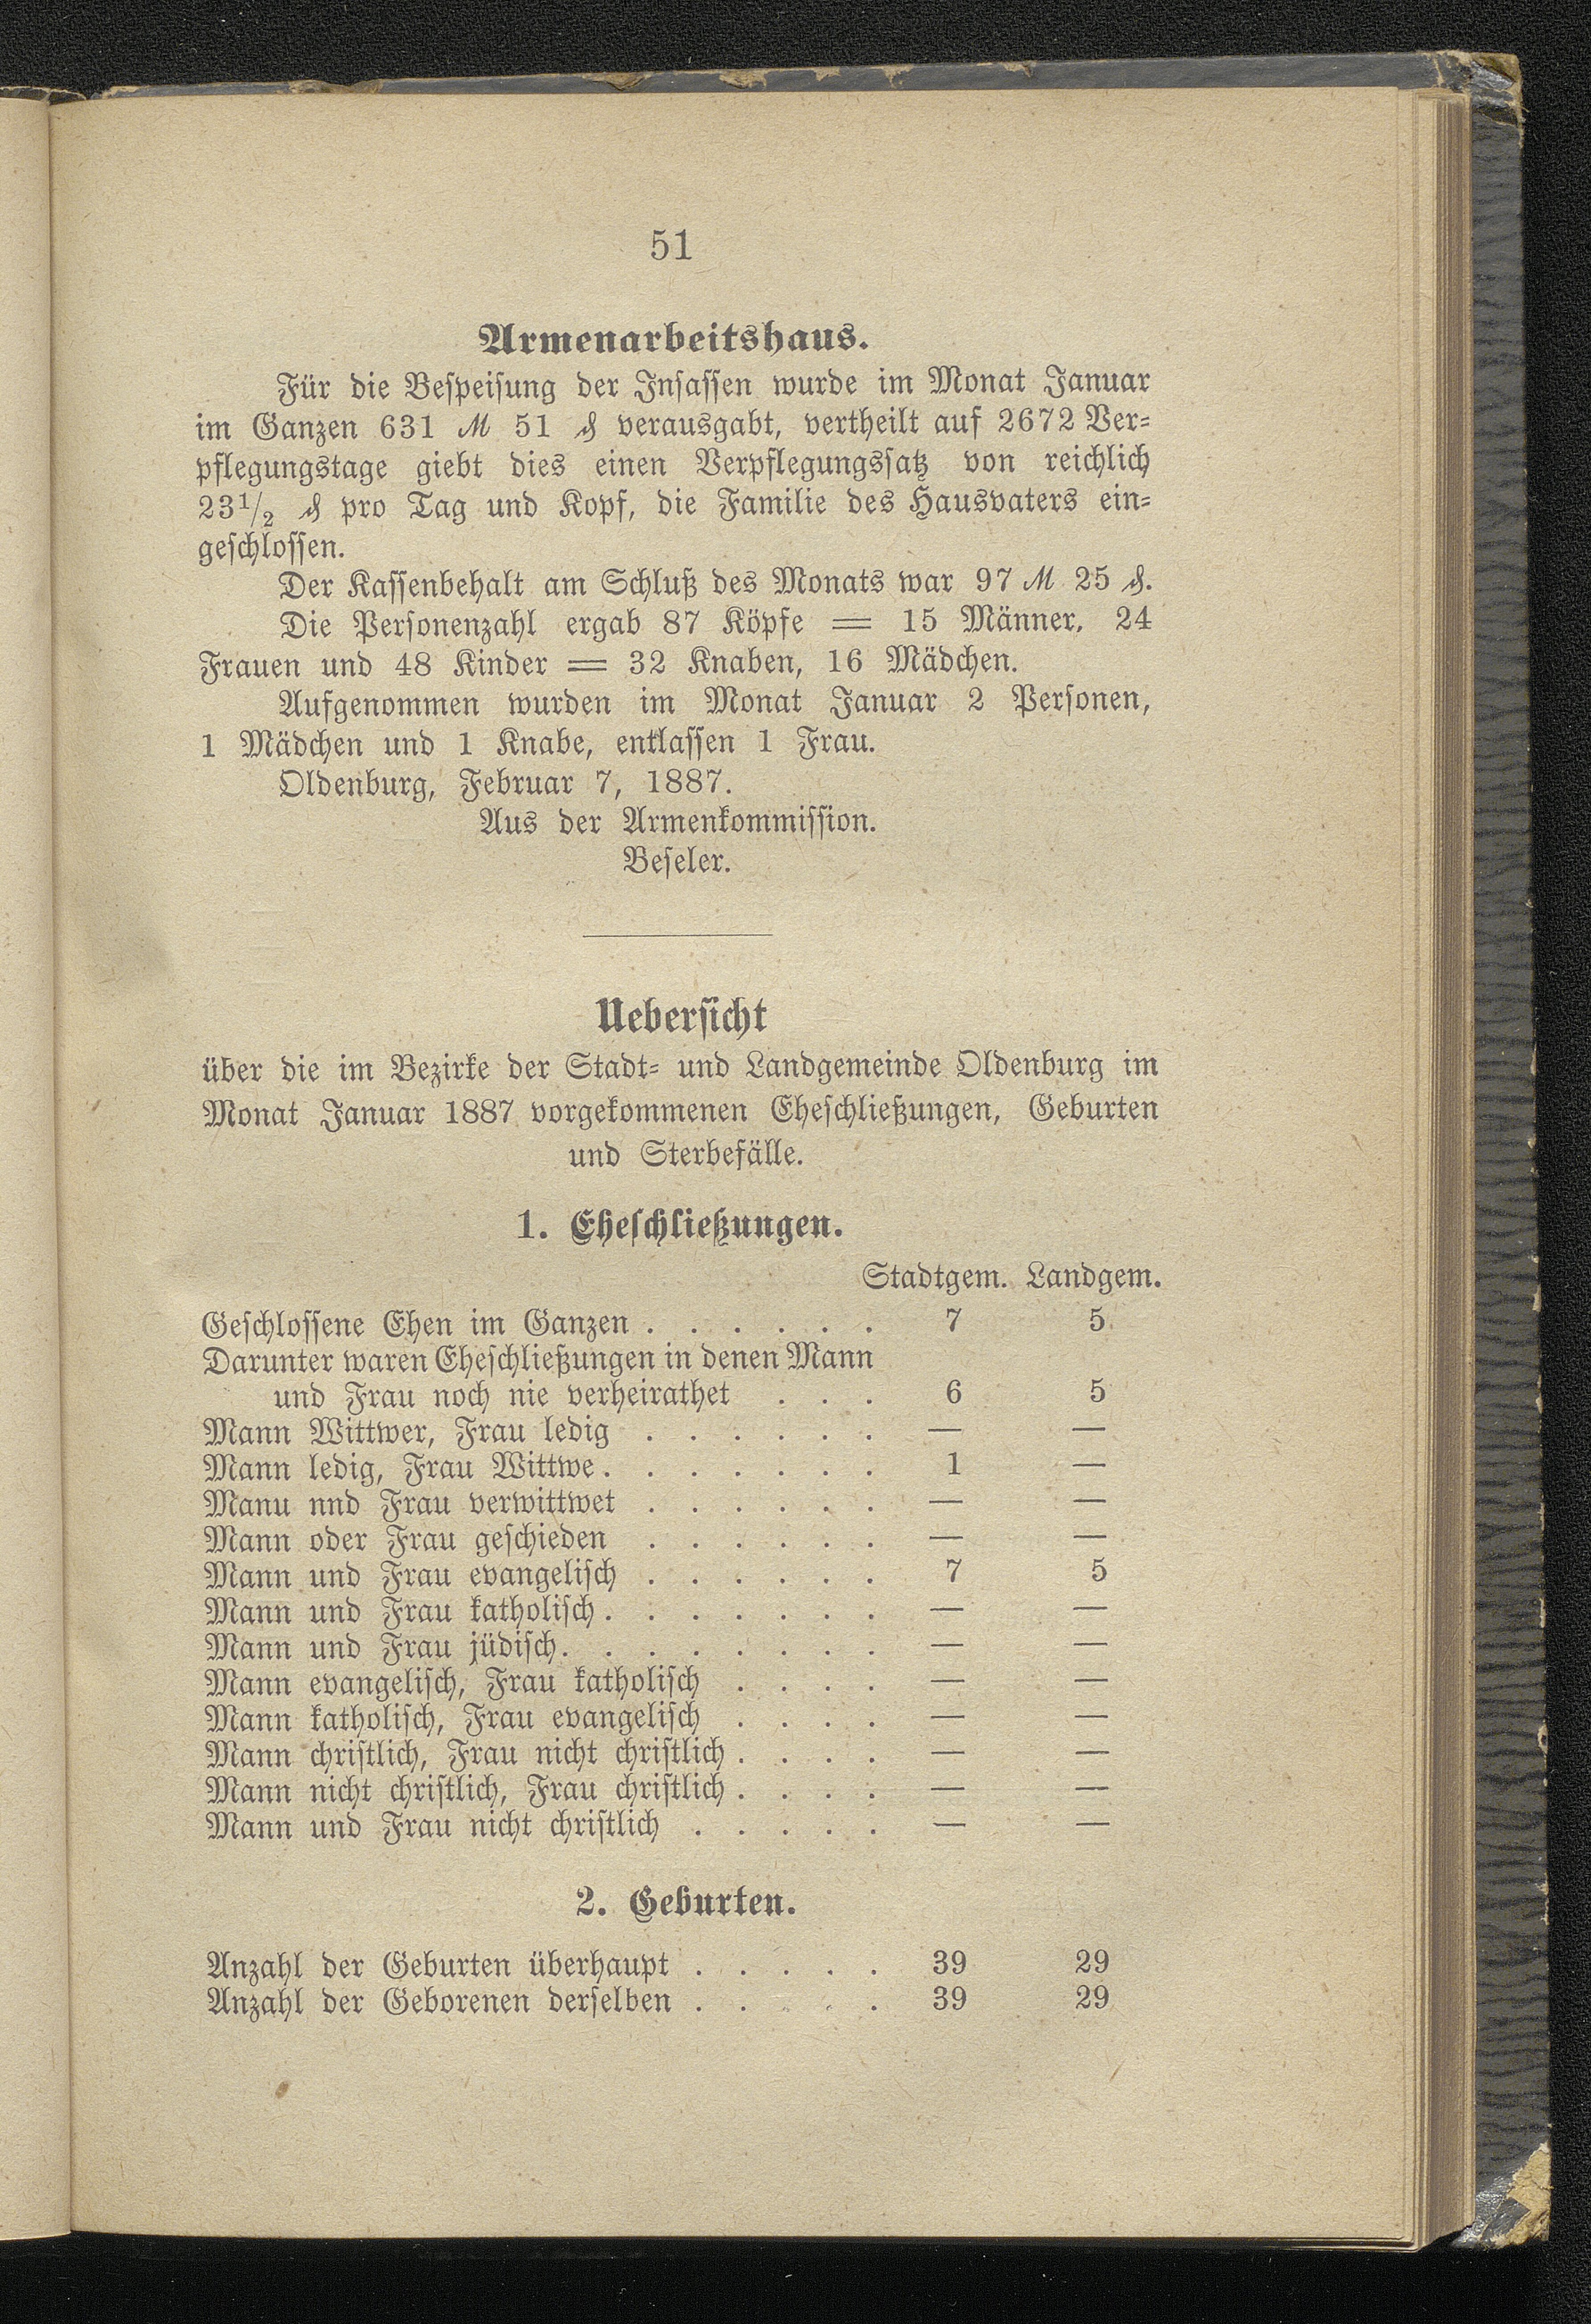 51
Armenarbeitshaus.
Für die Beſpeiſung der Inſaſſen wurde im Monat Januar
im Ganzen 631 ℳ 51 ₰ verausgabt, vertheilt auf 2672 Ver=
pflegungstage giebt dies einen Verpflegungsſatz von reichlich
23 1/2 ₰ pro Tag und Kopf, die Familie des Hausvaters ein=
geſchloſſen.
Der Kaſſenbehalt am Schluß des Monats war 97 ℳ 25 ₰.
Die Perſonenzahl ergab 87 Köpfe = 15 Männer, 24
Frauen und 48 Kinder = 32 Knaben, 16 Mädchen.
Aufgenommen wurden im Monat Januar 2 Perſonen,
1 Mädchen und 1 Knabe, entlaſſen 1 Frau.
Oldenburg, Februar 7, 1887.
Aus der Armenkommiſſion.
Beſeler.
Ueberſicht
über die im Bezirke der Stadt= und Landgemeinde Oldenburg im
Monat Januar 1887 vorgekommenen Eheſchließungen, Geburten
und Sterbefälle.
1. Eheſchließungen.
Stadtgem. Landgem.
Geſchloſſene Ehen im Ganzen . . . . . . 7 5
Darunter waren Eheſchließungen in denen Mann
und Frau noch nie verheirathet . . . 6 5
Mann Wittwer, Frau ledig . . . . . . — —
Mann ledig, Frau Wittwe . . . . . . . 1 —
Manu nnd Frau verwittwet . . . . . . — —
Mann oder Frau geſchieden . . . . . . — —
Mann und Frau evangeliſch . . . . . . 7 5
Mann und Frau katholiſch . . . . . . . — —
Mann und Frau jüdiſch . . . . . . . . — —
Mann evangeliſch, Frau katholiſch . . . . — —
Mann katholiſch, Frau evangeliſch . . . . — —
Mann chriſtlich, Frau nicht chriſtlich . . . . — —
Mann nicht chriſtlich, Frau chriſtlich . . . . — —
Mann und Frau nicht chriſtlich . . . . . — —
2. Geburten.
Anzahl der Geburten überhaupt . . . . . 39 29
Anzahl der Geborenen derſelben . . . . . 39 29